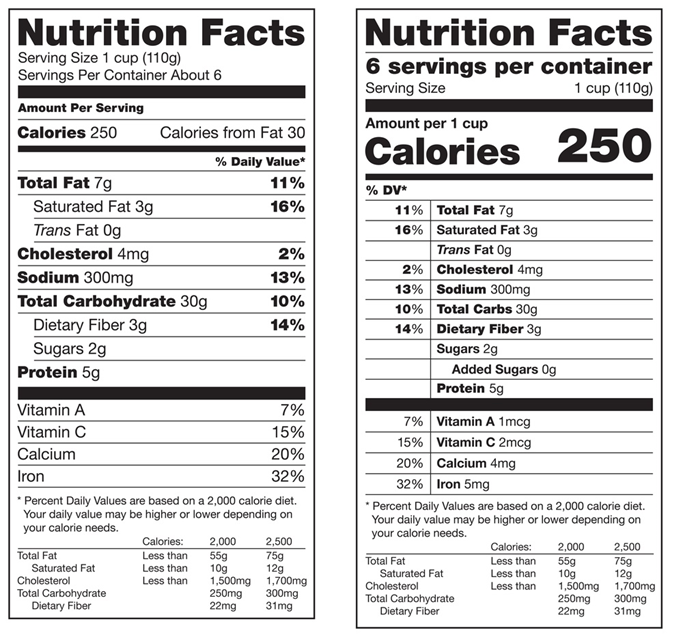 Nutrition Facts
Serving Size 1 cup (110g)
Servings Per Container About 6
Amount Per Serving
Calories 250 Calories from Fat 30
% Daily Value*
Total Fat 7g 11%
Saturated Fat 3g 16%
Trans Fat 0g
Cholesterol 4mg 2%
Sodium 300mg 13%
Total Carbohydrate 30g 10%
Dietary Fiber 3g 14%
Sugars 2g
Protein 5g
Vitamin A 7%
Vitamin C 15%
Calcium 20%
Iron 32%
* Percent Daily Values are based on a 2,000 calorie diet.
Your daily value may be higher or lower depending on
your calorie needs.
Calories: 2,000 2,500
Total Fat Less than 55g 75g
Saturated Fat Less than 10g 12g
Cholesterol Less than 1,500mg 1,700mg
Total Carbohydrate 250mg 300mg
Dietary Fiber 22mg 31mg
Nutrition Facts
6 servings per container
Serving Size 1 cup (110g)
Amount per 1 cup
Calories 250
% DV*
11% Total Fat 7g
16% Saturated Fat 3g
Trans Fat 0g
2% Cholesterol 4mg
13% Sodium 300mg
10% Total Carbs 30g
14% Dietary Fiber 3g
Sugars 2g
Added Sugars 0g
Protein 5g
7% Vitamin A 1mcg
15% Vitamin C 2mcg
20% Calcium 4mg
32% Iron 5mg
* Percent Daily Values are based on a 2,000 calorie diet.
Your daily value may be higher or lower depending on
your calorie needs.
Calories: 2,000 2,500
Total Fat Less than 55g 75g
Saturated Fat Less than 10g 12g
Cholesterol Less than 1,500mg 1,700mg
Total Carbohydrate 250mg 300mg
Dietary Fiber 22mg 31mg